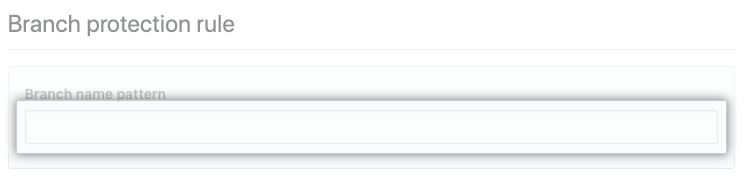 Branch protection rule
Branch name pattern